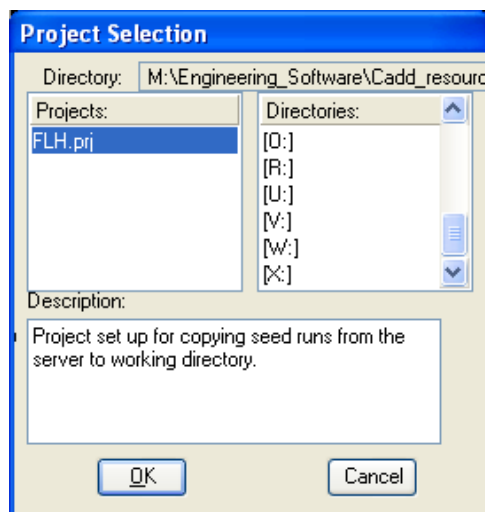 Project Selection
Directory: M:\Engineering_Software\Cadd_resourc
Projects:
FLH.prj
Directories:
[O:]
[R:]
[U:]
[V:]
[W:]
[X:]
Description:
Project set up for copying seed runs from the
server to working directory.
OK Cancel